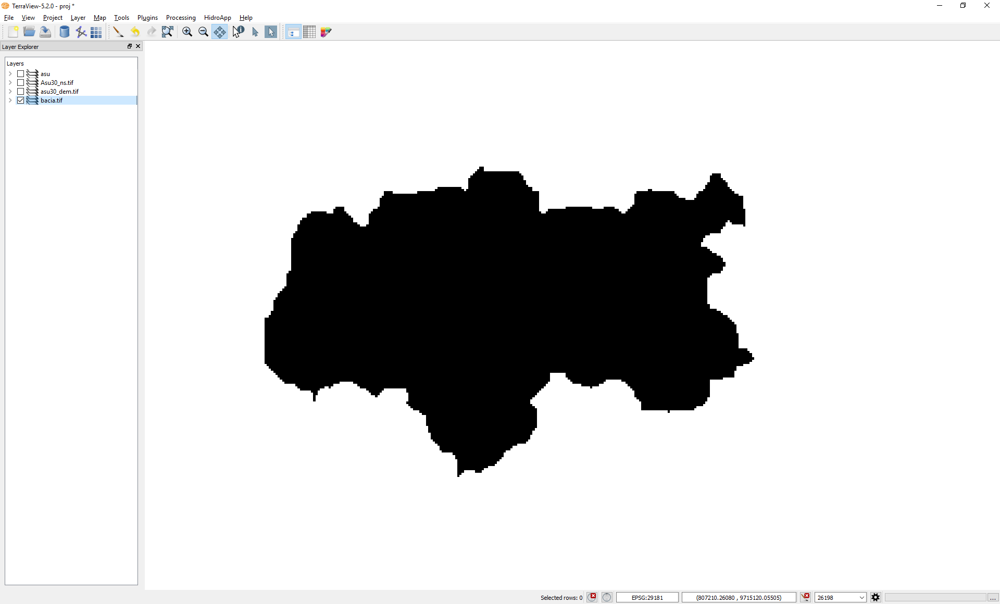 TerraView-5.2.0 - proj *
File View Project Layer Map Tools Plugins Processing HidroApp Help
Layer Explorer
Layers
asu
Asu30_ns.tif
asu30_dem.tif
bacia.tif
Selected rows: 0 EPSG:29181 (807210.26080 , 9715120.05505) 26198 ...